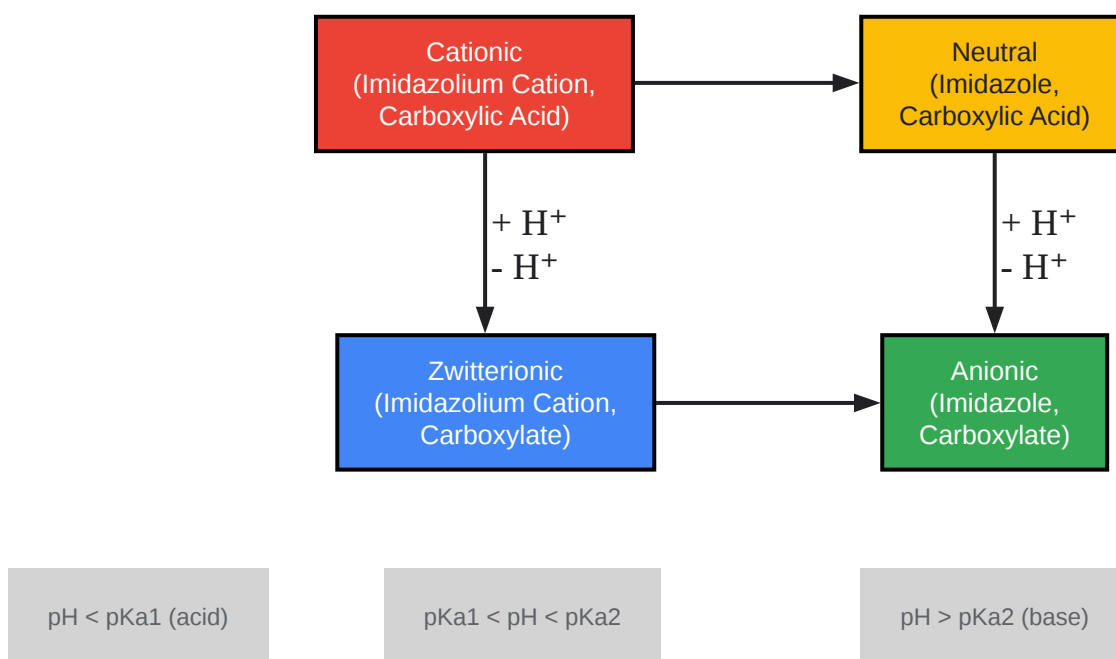 Cationic
(Imidazolium Cation,
Carboxylic Acid)
Neutral
(Imidazole,
Carboxylic Acid)
+ H⁺
- H⁺
+ H⁺
- H⁺
Zwitterionic
(Imidazolium Cation,
Carboxylate)
Anionic
(Imidazole,
Carboxylate)
pH < pKa1 (acid)
pKa1 < pH < pKa2
pH > pKa2 (base)